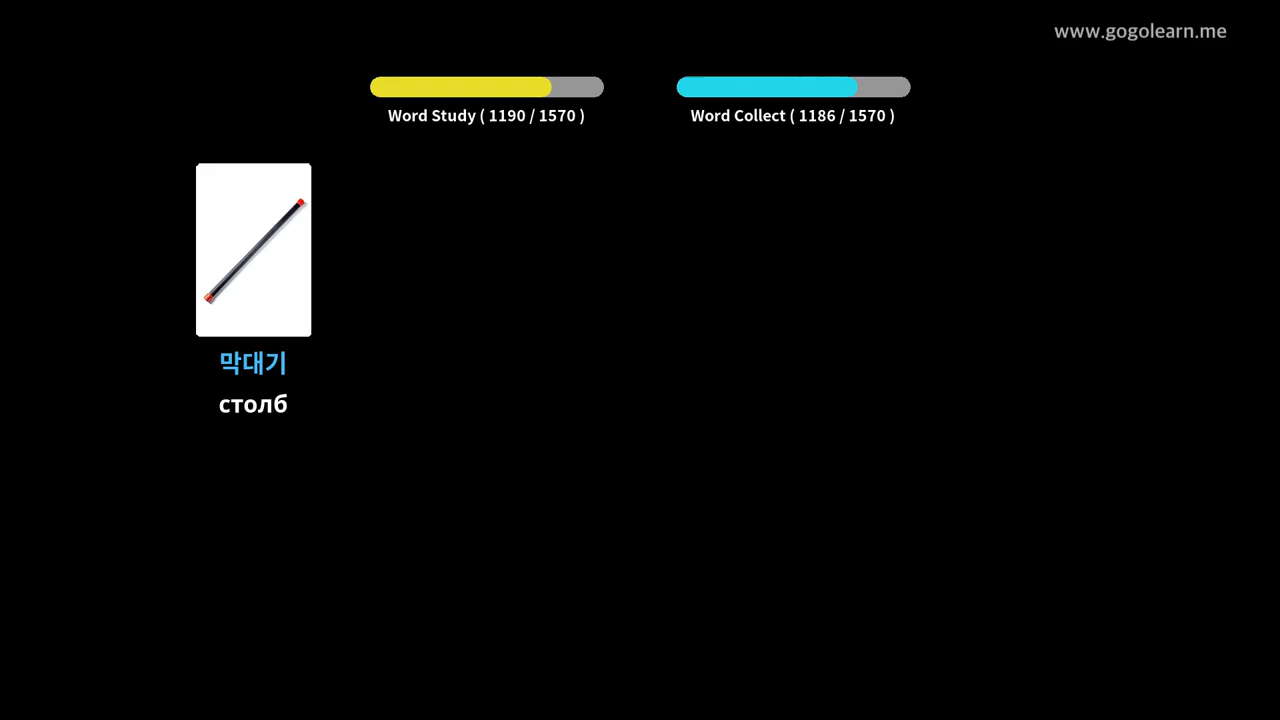 www.gogolearn.me
Word Study ( 1190 / 1570 )
Word Collect ( 1186 / 1570 )
막대기
столб